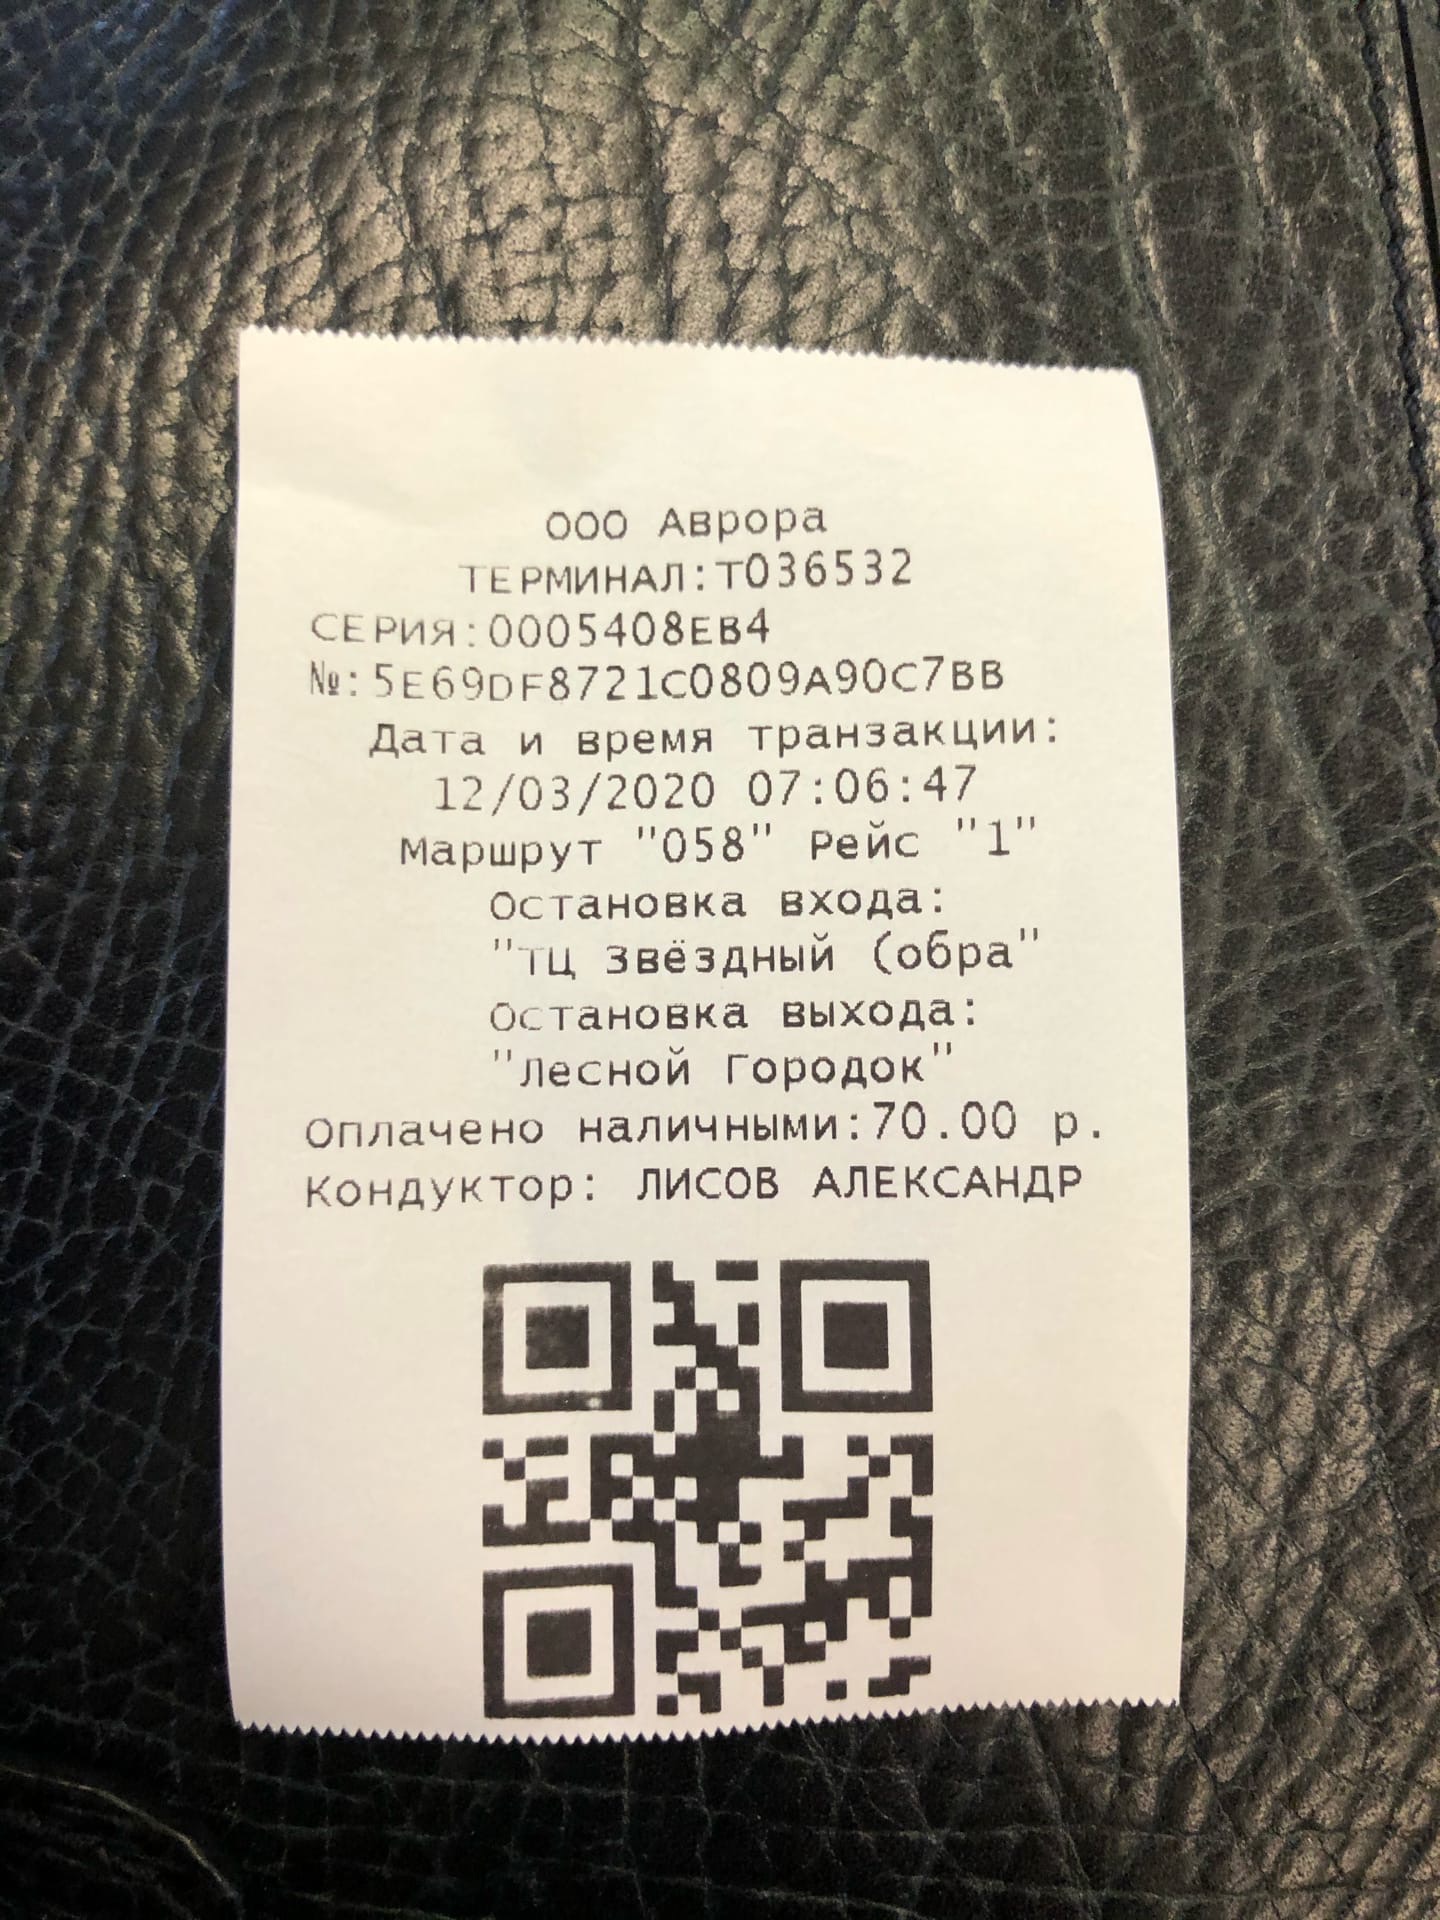 ООО Аврора
ТЕРМИНАЛ:Т036532
СЕРИЯ:0005408EB4
№:5E69DF8721C0809A90C7BB
Дата и время транзакции:
12/03/2020 07:06:47
Маршрут "058" Рейс "1"
Остановка входа:
"ТЦ Звёздный (обра"
Остановка выхода:
"Лесной Городок"
Оплачено наличными:70.00 р.
Кондуктор: ЛИСОВ АЛЕКСАНДР